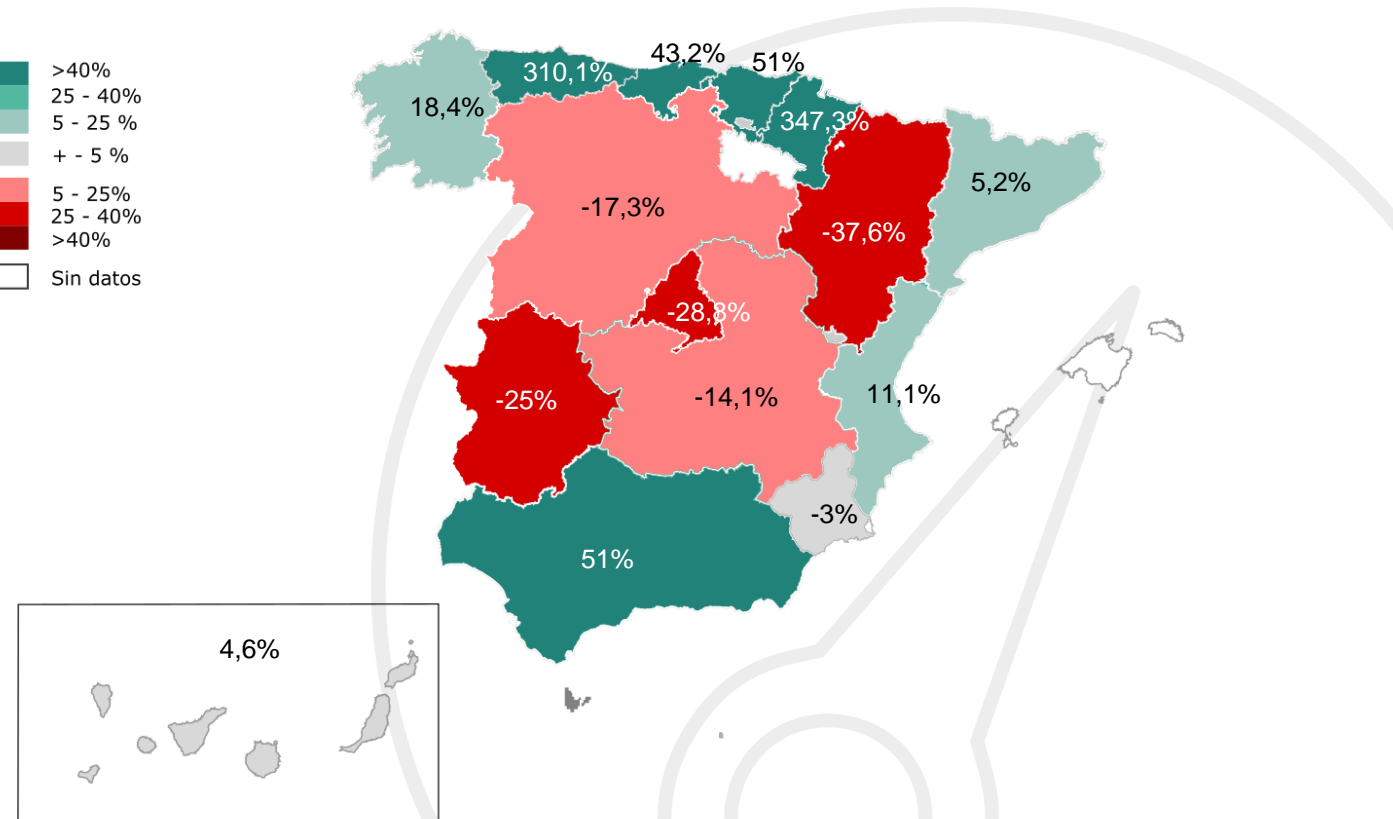 >40%
25 - 40%
5 - 25 %
+ - 5 %
5 - 25%
25 - 40%
>40%
Sin datos
43,2%
51%
310,1%
18,4%
347,3%
5,2%
-17,3%
-37,6%
-28,8%
-25%
-14,1%
11,1%
-3%
51%
4,6%